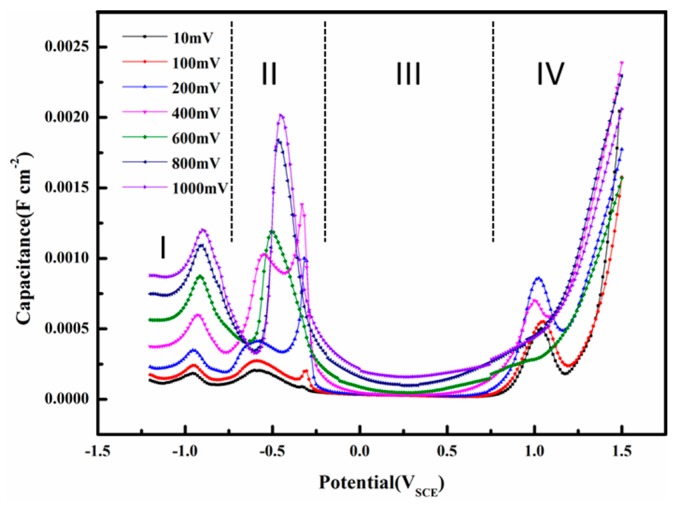 0.0025
0.0020
0.0015
0.0010
0.0005
0.0000
Capacitance(F cm-2)
10mV
100mV
200mV
400mV
600mV
800mV
1000mV
I
II
III
IV
-1.5 -1.0 -0.5 0.0 0.5 1.0 1.5
Potential(VSCE)